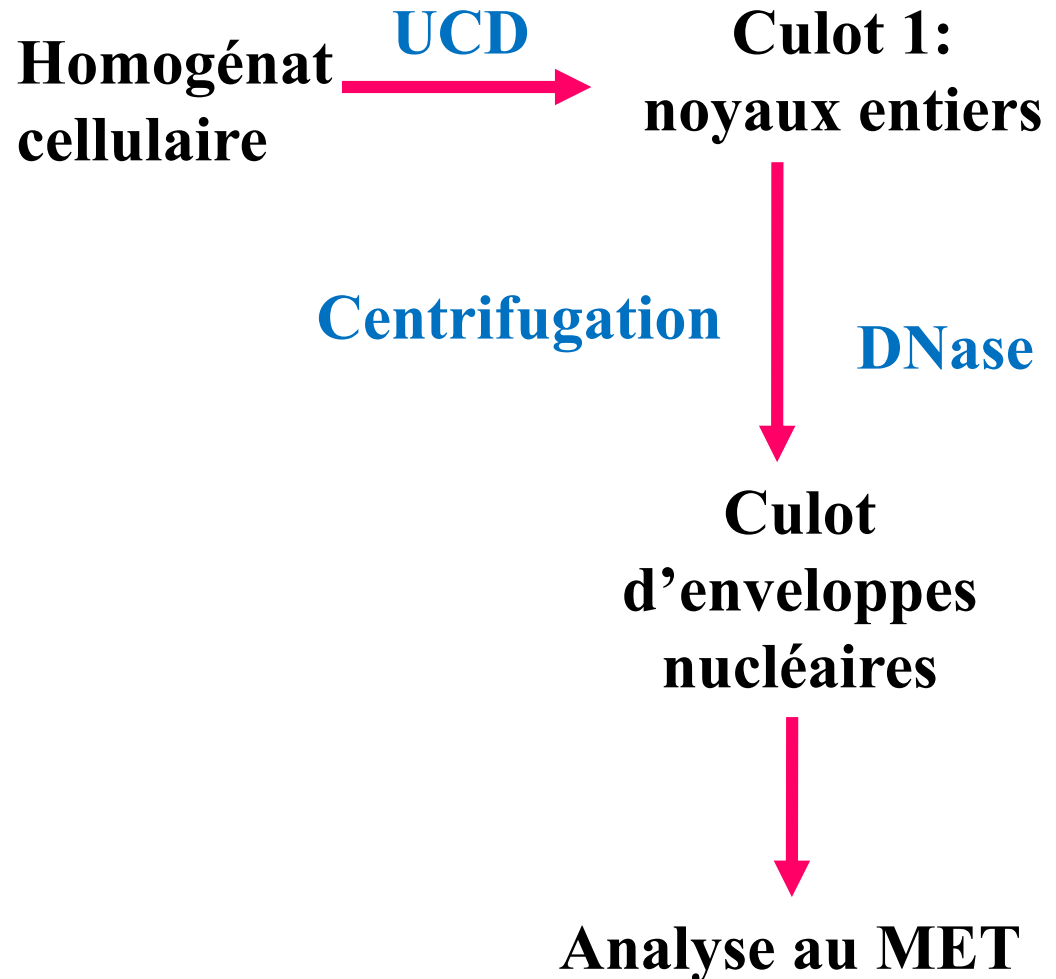 Homogénat
cellulaire
UCD
Culot 1:
noyaux entiers
Centrifugation
DNase
Culot
d’enveloppes
nucléaires
Analyse au MET